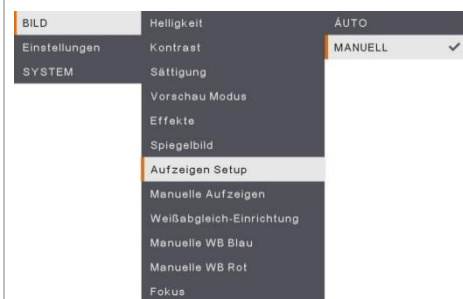 BILD
Einstellungen
SYSTEM
Helligkeit
Kontrast
Sättigung
Vorschau Modus
Effekte
Spiegelbild
Aufzeigen Setup
Manuelle Aufzeigen
Weißabgleich-Einrichtung
Manuelle WB Blau
Manuelle WB Rot
Fokus
ÁUTO
MANUELL